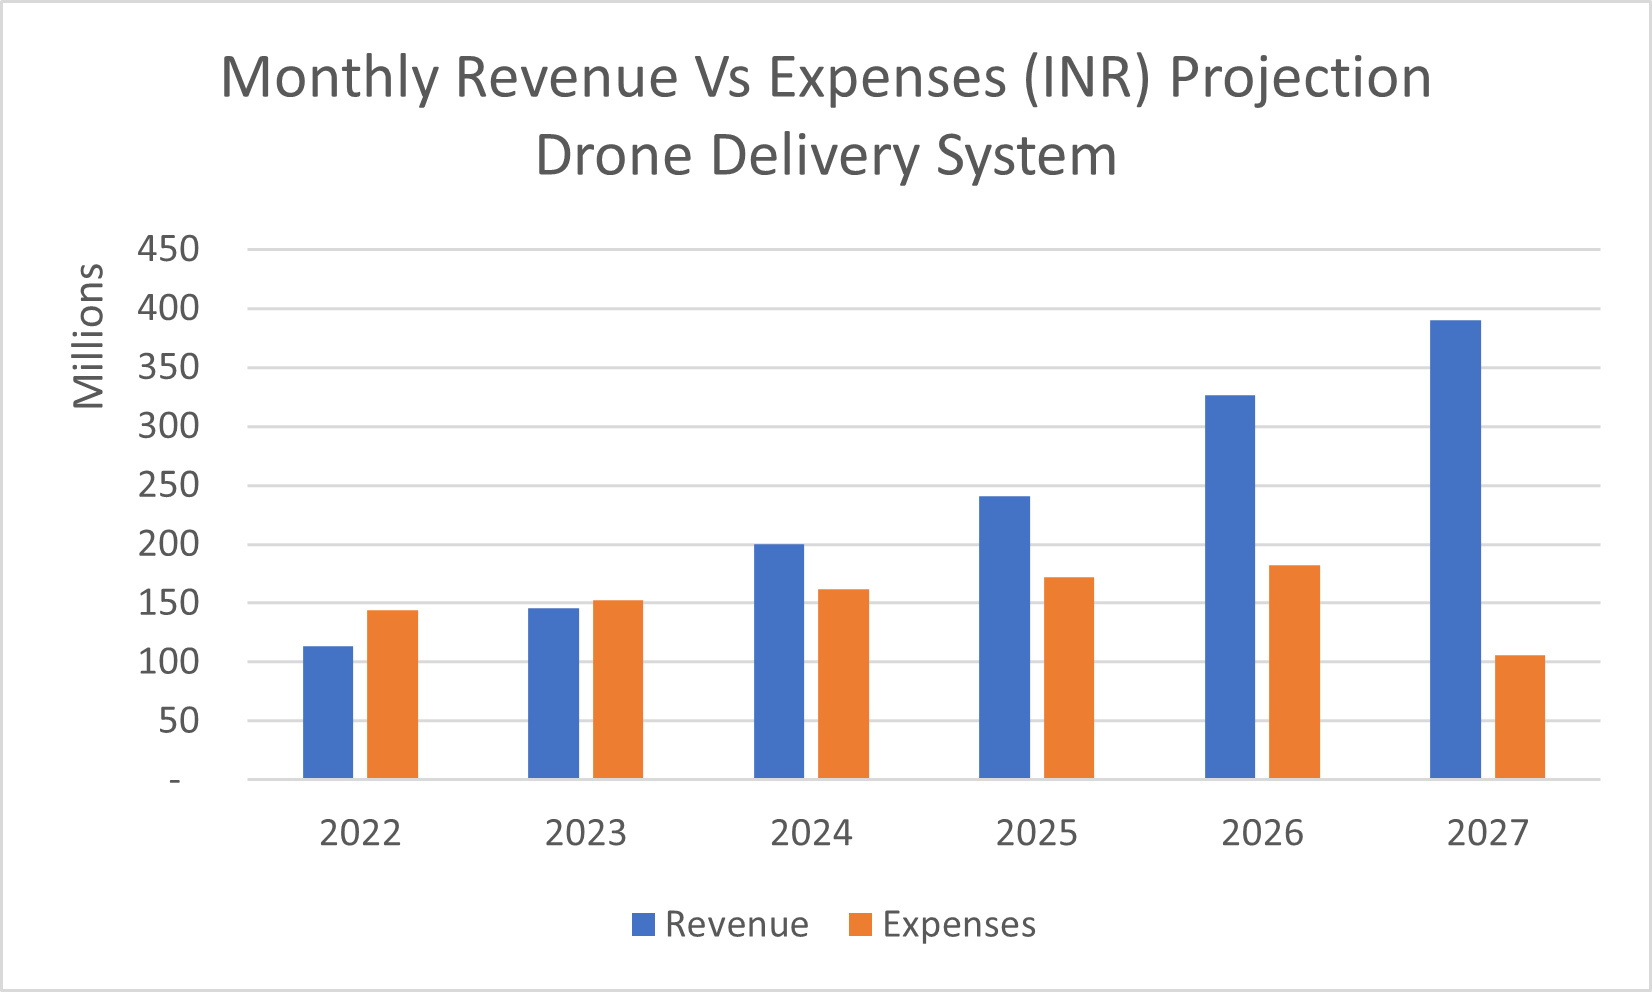 Monthly Revenue Vs Expenses (INR) Projection
Drone Delivery System
Millions
450
400
350
300
250
200
150
100
50
-
2022 2023 2024 2025 2026 2027
Revenue Expenses